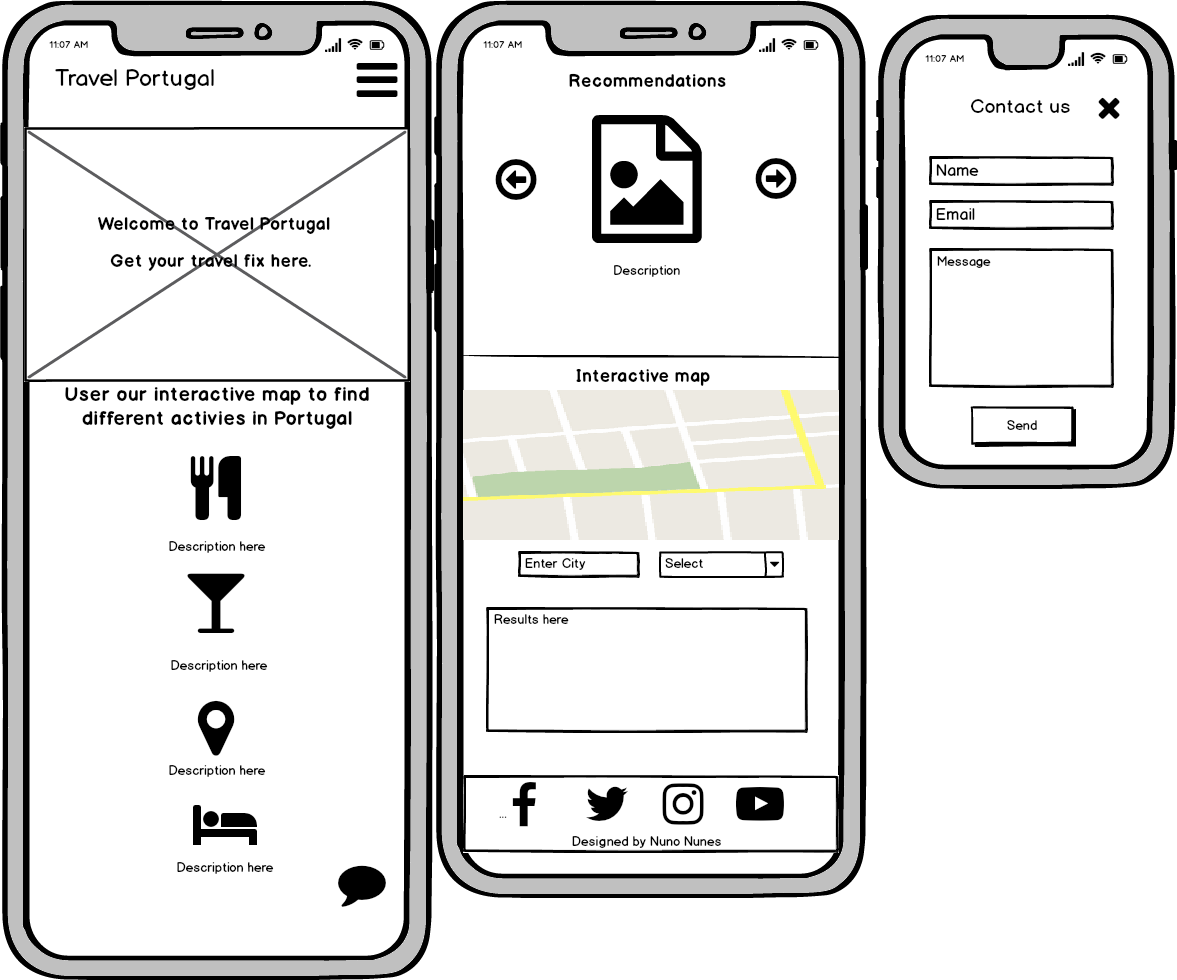 11:07 AM
Travel Portugal
Welcome to Travel Portugal
Get your travel fix here.
User our interactive map to find
different activies in Portugal
Description here
Description here
Description here
Description here
11:07 AM
Recommendations
Description
Interactive map
Enter City
Select
Results here
...
Designed by Nuno Nunes
11:07 AM
Contact us
Name
Email
Message
Send